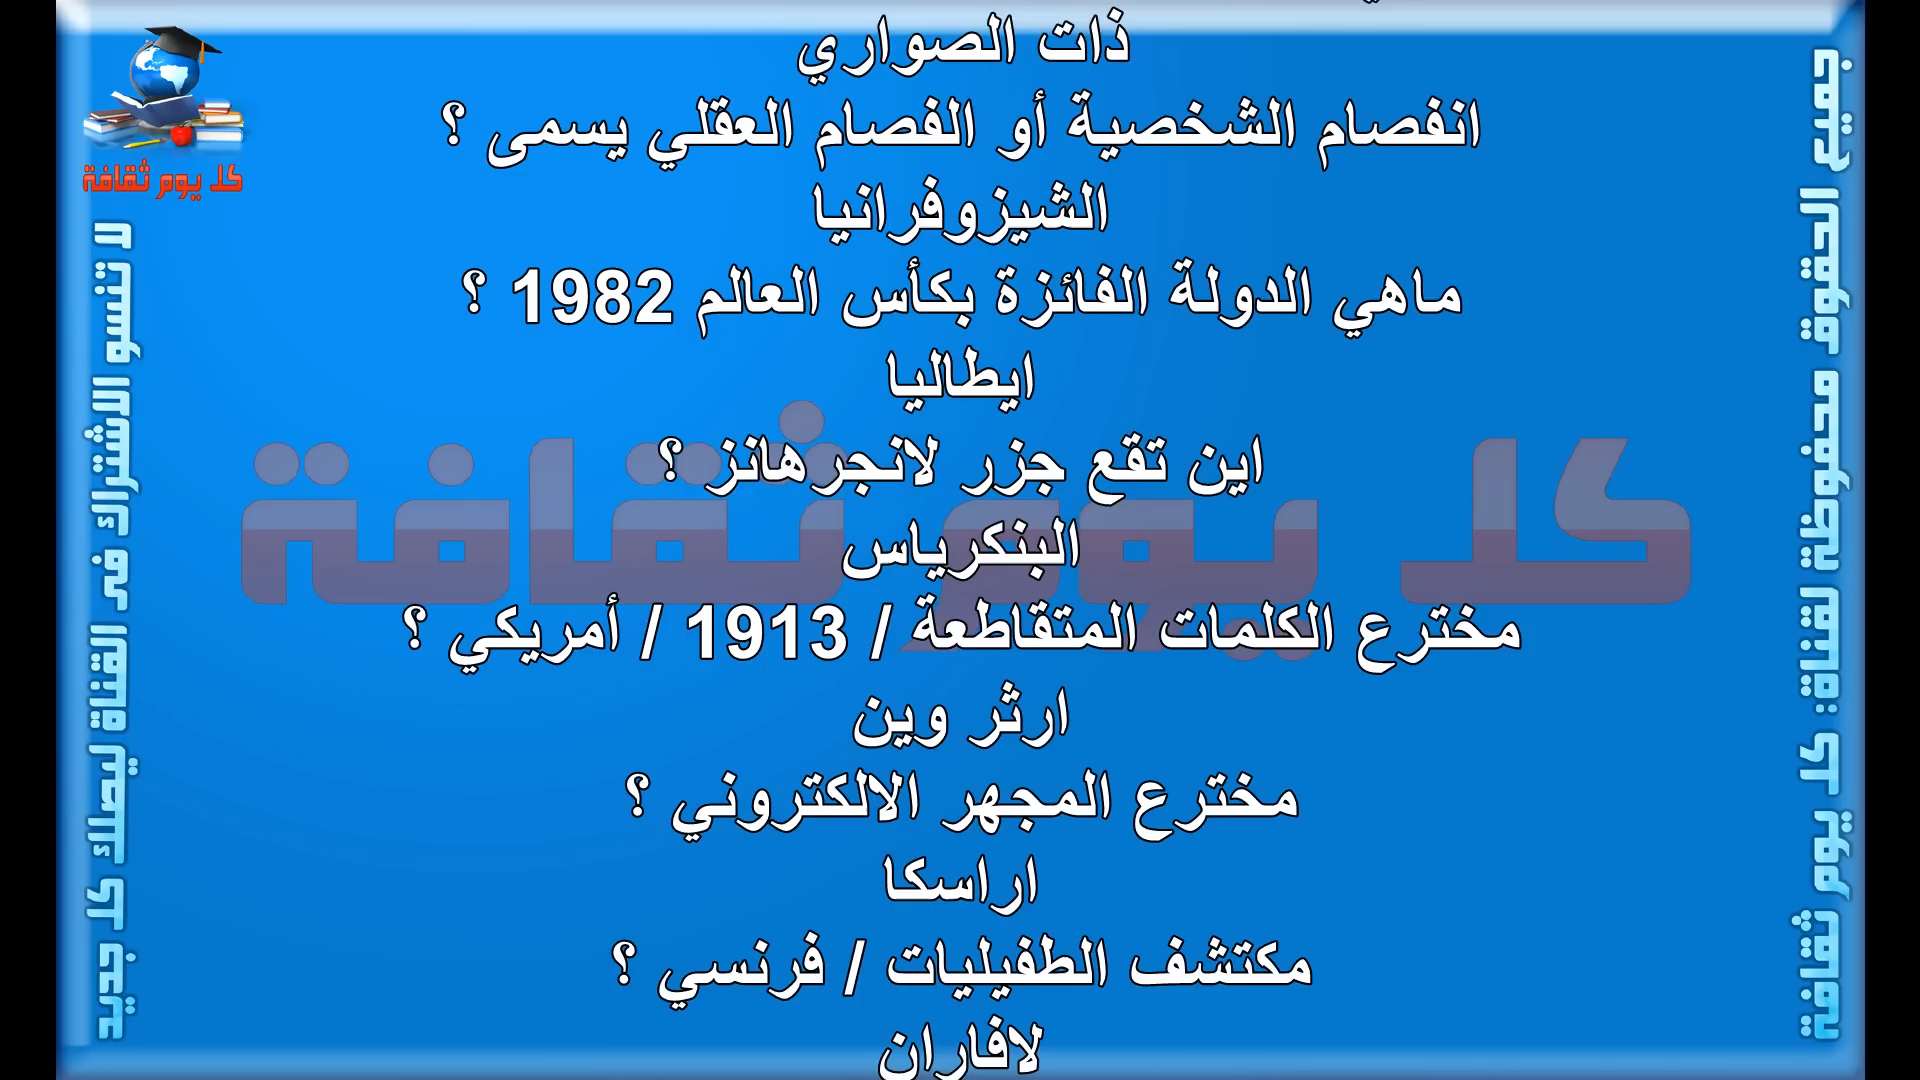 ذات الصواري
انفصام الشخصية أو الفصام العقلي يسمى ؟
الشيزوفرانيا
ماهي الدولة الفائزة بكأس العالم 1982 ؟
ايطاليا
اين تقع جزر لانجرهانز ؟
البنكرياس
مخترع الكلمات المتقاطعة / 1913 / أمريكي ؟
ارثر وين
مخترع المجهر الالكتروني ؟
اراسكا
مكتشف الطفيليات / فرنسي ؟
لافاران
كل يوم ثقافة
كل يوم ثقافة
جميع الحقوق محفوظة لقناة: كل يوم ثقافة
لا تنسو الاشتراك فى القناة ليصلك كل جديد